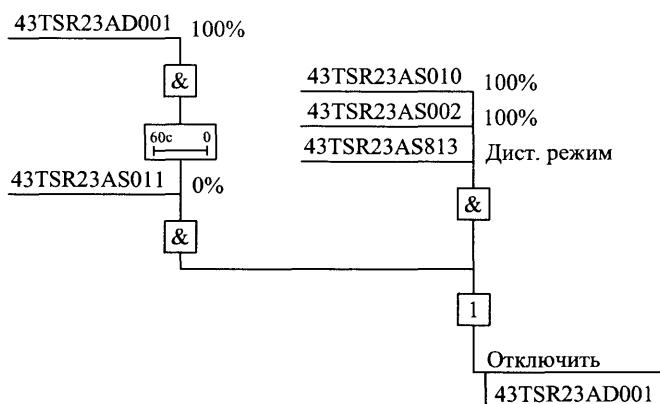 43TSR23AD001 100%
&
60с 0
43TSR23AS011 0%
&
43TSR23AS010 100%
43TSR23AS002 100%
43TSR23AS813 Дист. режим
&
1
Отключить
43TSR23AD001